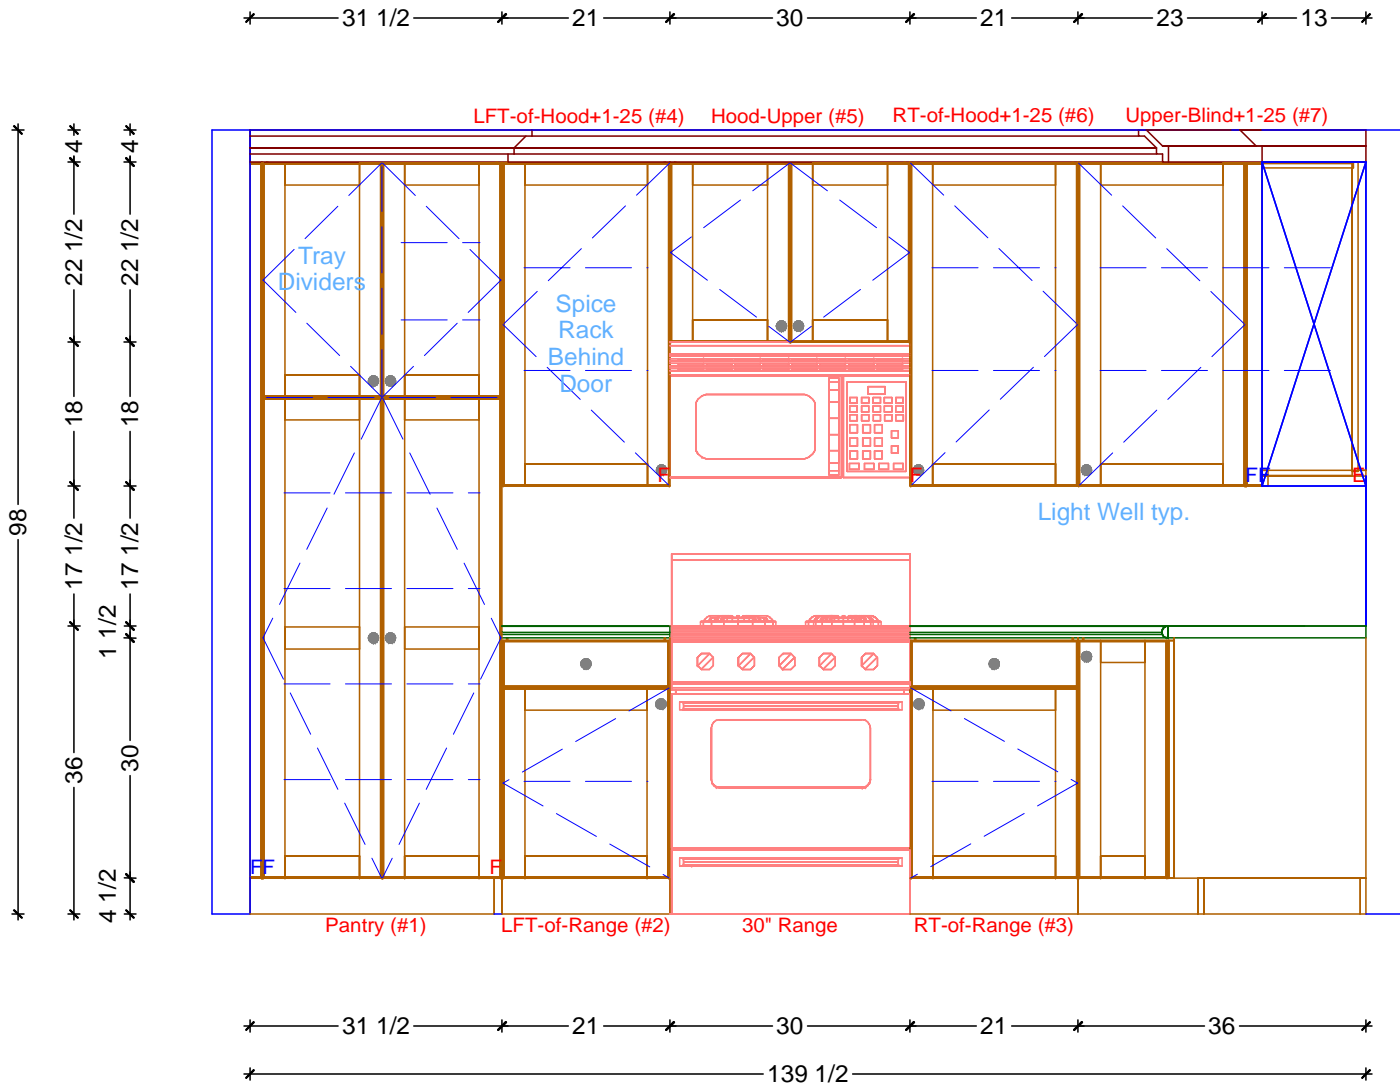 31 1/2 21 30 21 23 13
LFT-of-Hood+1-25 (#4) Hood-Upper (#5) RT-of-Hood+1-25 (#6) Upper-Blind+1-25 (#7)
4 4
22 1/2 22 1/2
Tray
Dividers
Spice
Rack
Behind
Door
18 18
F F FF E
Light Well typ.
98
17 1/2 17 1/2
1 1/2
36 30
FF F
4 1/2
Pantry (#1) LFT-of-Range (#2) 30" Range RT-of-Range (#3)
31 1/2 21 30 21 36
139 1/2